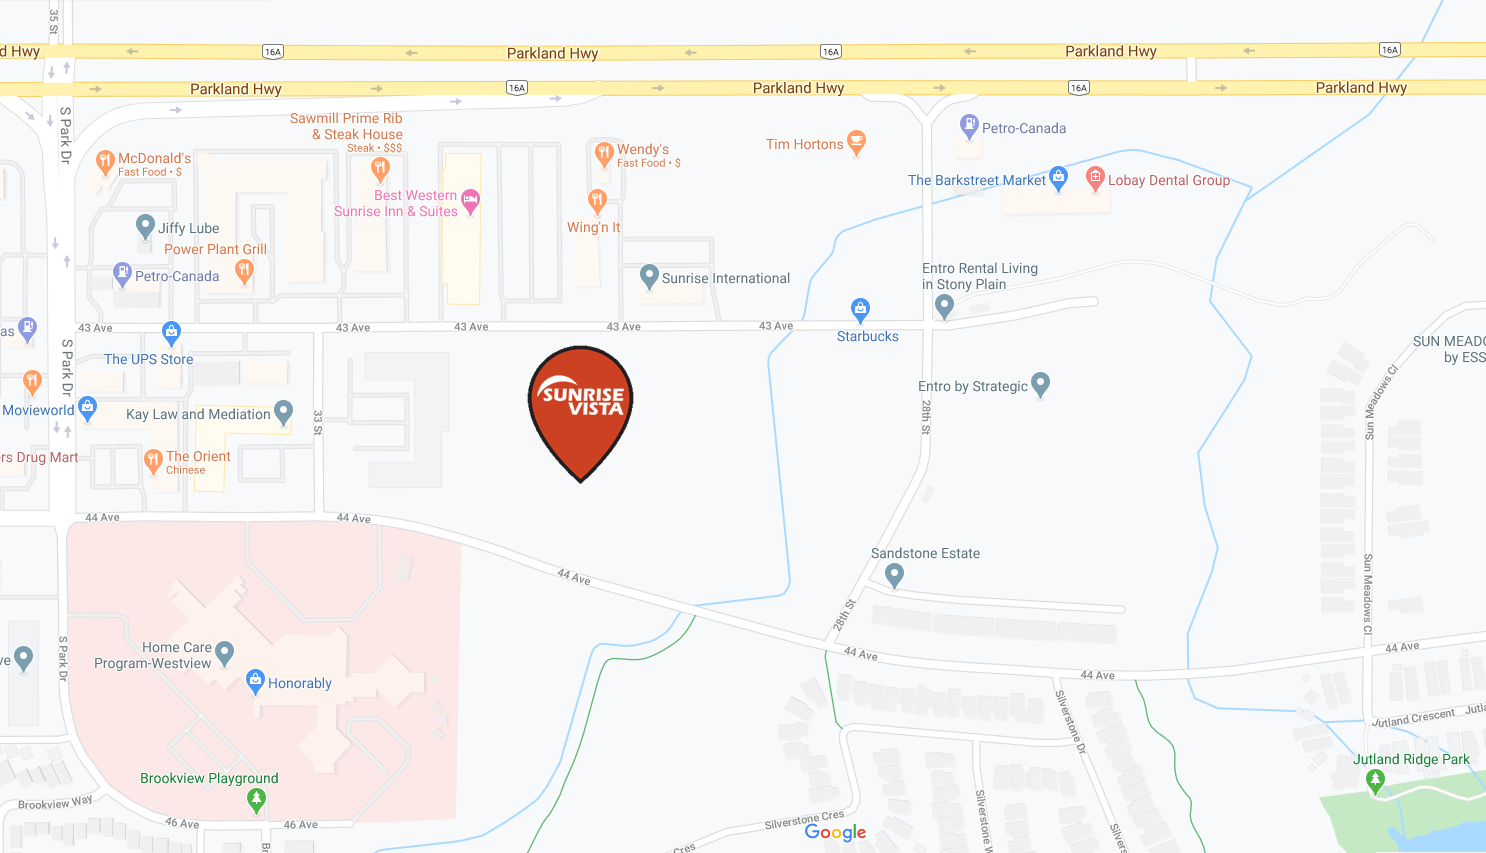 35 St
d Hwy
16A
Parkland Hwy
16A
Parkland Hwy
16A
Parkland Hwy
16A
Parkland Hwy
16A
Parkland Hwy
S Park Dr
Sawmill Prime Rib
& Steak House
Steak • $$$
McDonald's
Fast Food • $
Wendy's
Fast Food • $
Tim Hortons
Petro-Canada
The Barkstreet Market
Lobay Dental Group
Best Western
Sunrise Inn & Suites
Wing'n It
Jiffy Lube
Power Plant Grill
Petro-Canada
Sunrise International
Entro Rental Living
in Stony Plain
as
43 Ave
43 Ave
43 Ave
43 Ave
43 Ave
Starbucks
The UPS Store
S Park Dr
SUN MEADO
by ESS
SUNRISE
VISTA
Entro by Strategic
Movieworld
Kay Law and Mediation
33 St
28th St
Sun Meadows Cl
ers Drug Mart
The Orient
Chinese
44 Ave
44 Ave
44 Ave
Sandstone Estate
28th St
Sun Meadows Cl
S Park Dr
Home Care
Program-Westview
ve
Honorably
44 Ave
44 Ave
44 Ave
Silverstone Dr
Jutland Crescent
Jutl
Brookview Playground
Jutland Ridge Park
Brookview Way
46 Ave
46 Ave
Br
Silverstone Cres
Cres
Silverstone W
Silverstone
Google